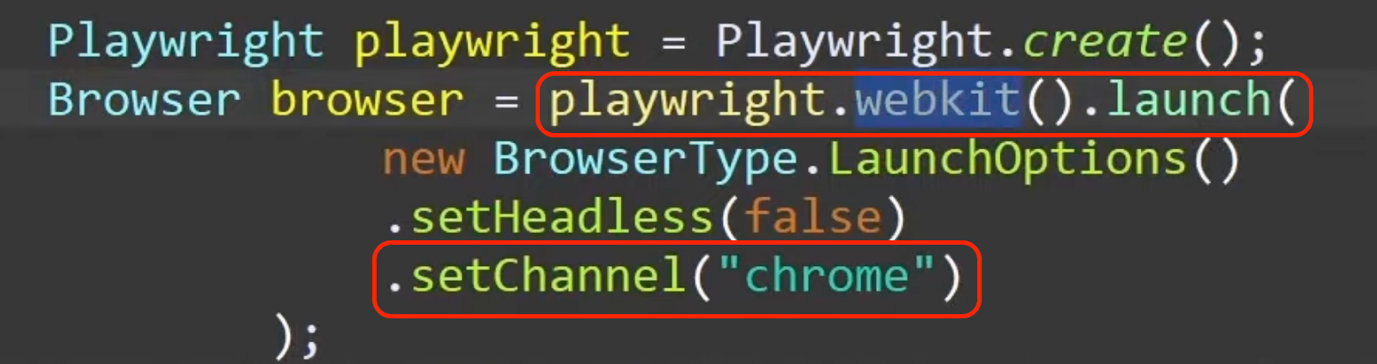 Playwright playwright = Playwright.create();
Browser browser = playwright.webkit().launch(
new BrowserType.LaunchOptions()
.setHeadless(false)
.setChannel("chrome")
);